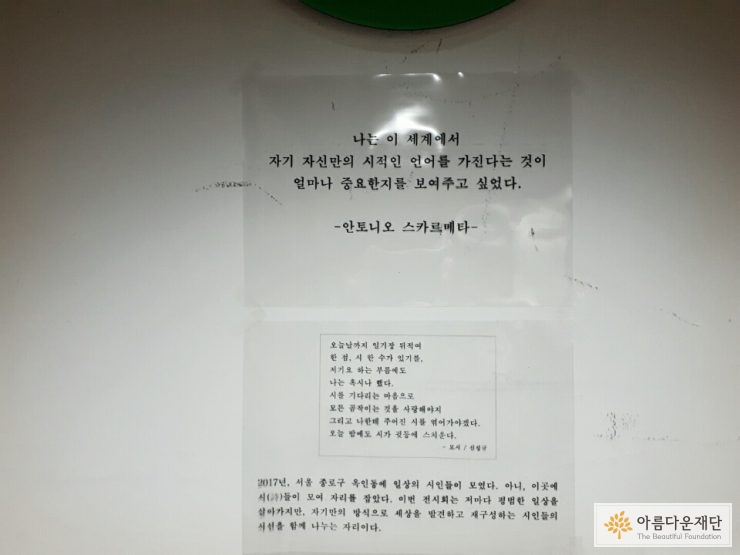 나는 이 세계에서
자기 자신만의 시적인 언어를 가진다는 것이
얼마나 중요한지를 보여주고 싶었다.
-안토니오 스카르메타-
오늘날까지 일기장 뒤적여
한 점, 시 한 수가 있기를,
저기요 하는 부름에도
나는 혹시나 했다.
시를 기다리는 마음으로
모든 곰작이는 것을 사랑해야지
그리고 나한테 주어진 시를 엮어가야겠다.
오늘 밤에도 시가 귓등에 스치운다.
- 모시 /
2017년, 서울 종로구 옥인동에 일상의 시인들이 모였다. 아니, 이곳에
시(詩)들이 모여 자리를 잡았다. 이번 전시회는 저마다 평범한 일상을
살아가지만, 자기만의 방식으로 세상을 발견하고 재구성하는 시인들의
시선을 함께 나누는 자리이다.
아름다운재단
The Beautiful Foundation